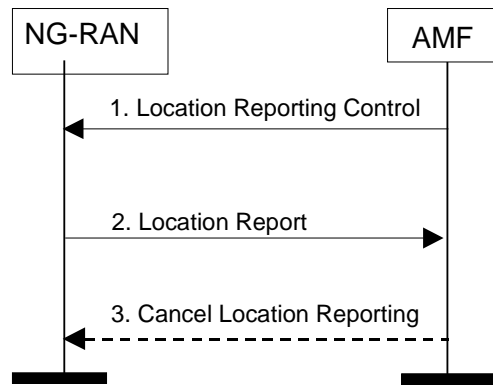 NG-RAN
AMF
1. Location Reporting Control
2. Location Report
3. Cancel Location Reporting